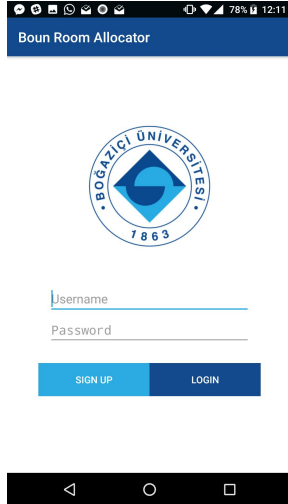 78% 12:11
Boun Room Allocator
BOĞAZİÇİ ÜNİVERSİTESİ
1863
Username
Password
SIGN UP LOGIN